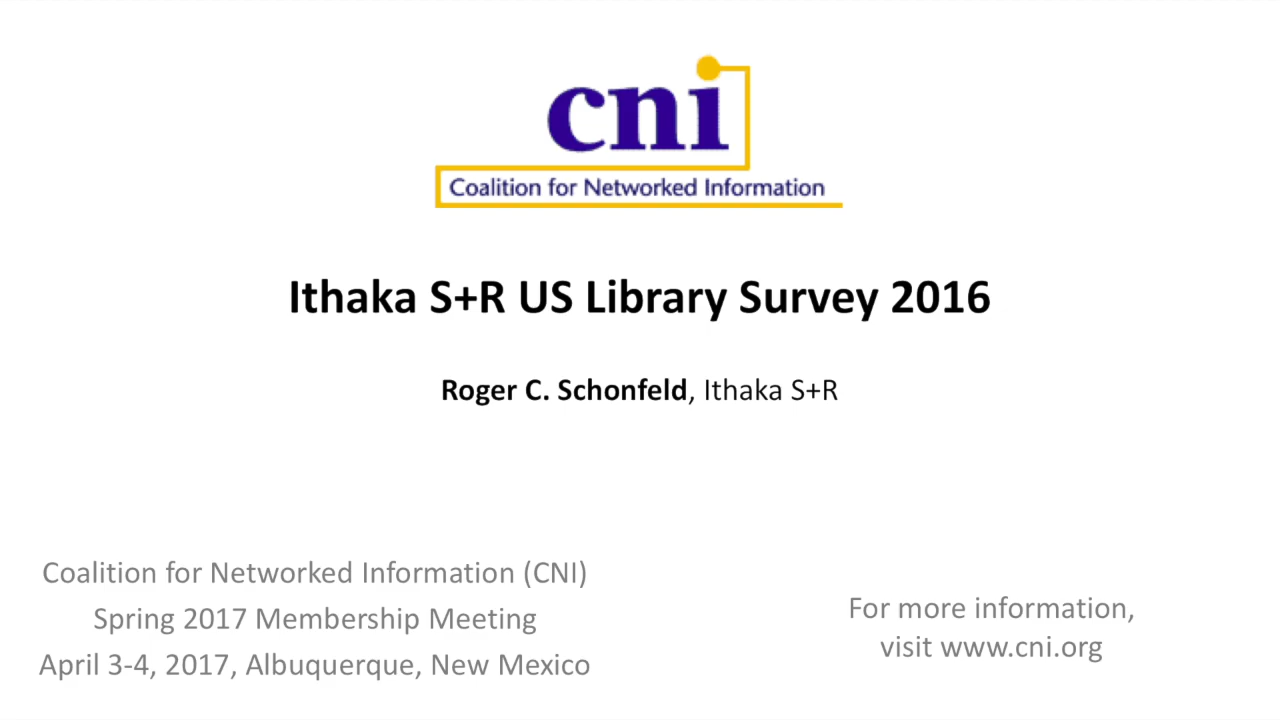 cni
Coalition for Networked Information
Ithaka S+R US Library Survey 2016
Roger C. Schonfeld, Ithaka S+R
Coalition for Networked Information (CNI)
Spring 2017 Membership Meeting
April 3-4, 2017, Albuquerque, New Mexico
For more information,
visit www.cni.org